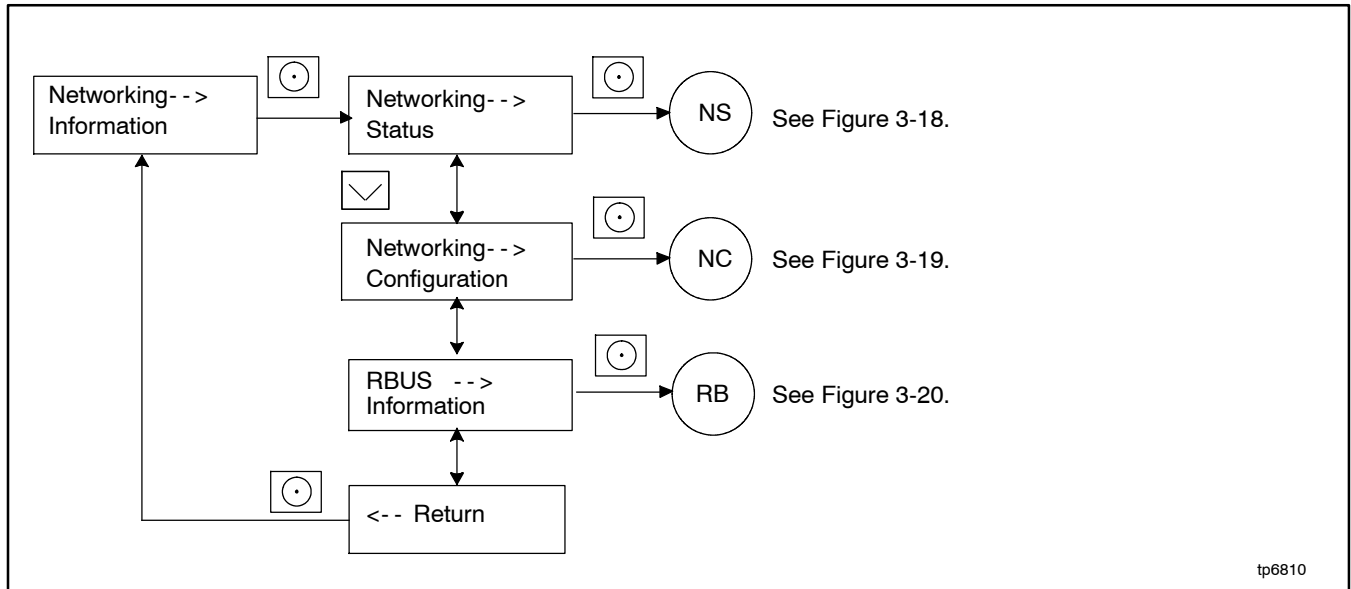 Networking-->
Information
Networking-->
Status
NS
See Figure 3-18.
Networking-->
Configuration
NC
See Figure 3-19.
RBUS -->
Information
RB
See Figure 3-20.
<-- Return
tp6810